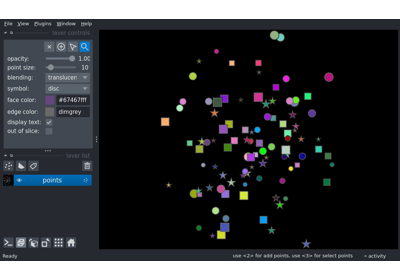 File View Plugins Window Help
layer controls
opacity: 1.00
point size: 10
blending: translucen
symbol: disc
face color: #67467fff
edge color: dimgrey
display text:
out of slice:
layer list
points
Ready
use <2> for add points, use <3> for select points
activity